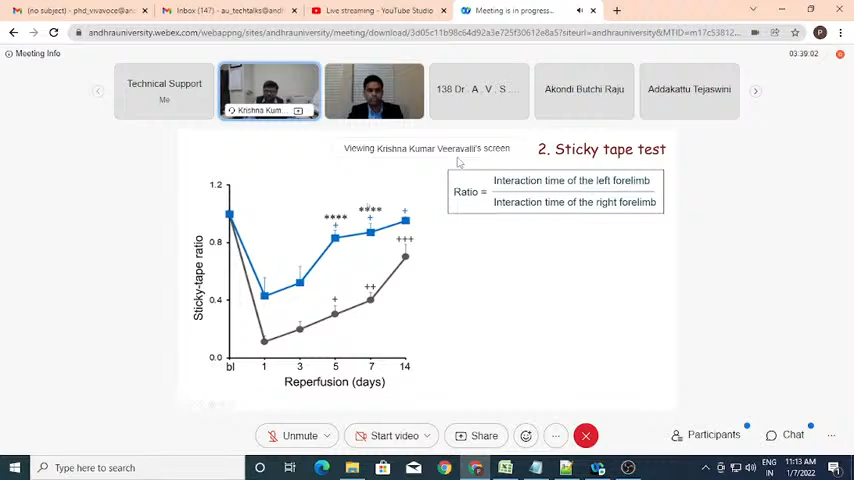 (no subject) - phd_vivavoce@an
Inbox (147) - au_techtalks@andh
Live streaming - YouTube Studio
Meeting is in progress...
andhrauniversity.webex.com/webappng/sites/andhrauniversity/meeting/download/3d05c11b98c64d92a3e725f30612e8a5?siteurl=andhrauniversity&MTID=m17c53812...
Meeting Info
03:39:02
Technical Support
Me
Krishna Kum...
138 Dr . A , V , S ....
Akondi Butchi Raju
Addakattu Tejaswini
Viewing Krishna Kumar Veeravalli's screen
2. Sticky tape test
Ratio =
Interaction time of the left forelimb
Interaction time of the right forelimb
Sticky-tape ratio
1.2
0.8
0.4
0.0
****
+
****
+
+
+++
+
++
bl 1 3 5 7 14
Reperfusion (days)
Unmute
Start video
Share
Participants
Chat
Type here to search
ENG
IN
11:13 AM
1/7/2022